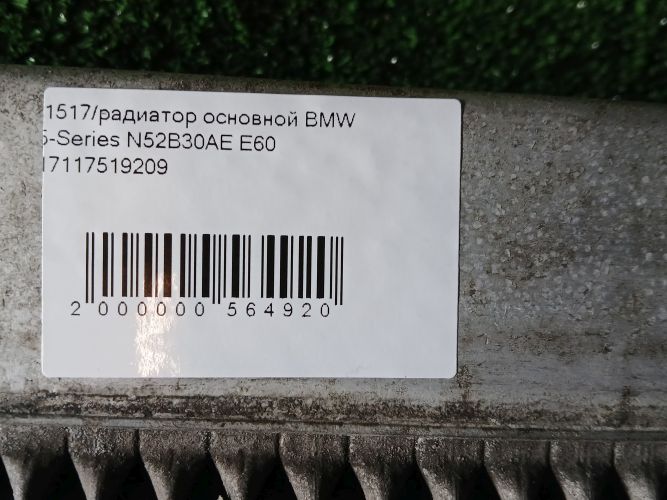 1517/радиатор основной BMW
5-Series N52B30AE E60
17117519209
2 000000 564920